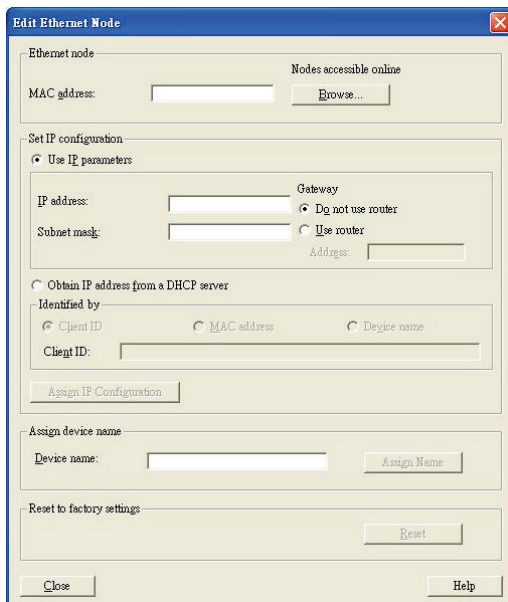 Edit Ethernet Node
Ethernet node
Nodes accessible online
MAC address:
Browse...
Set IP configuration
Use IP parameters
Gateway
IP address:
Do not use router
Subnet mask:
Use router
Address:
Obtain IP address from a DHCP server
Identified by
Client ID
MAC address
Device name
Client ID:
Assign IP Configuration
Assign device name
Device name:
Assign Name
Reset to factory settings
Reset
Close
Help